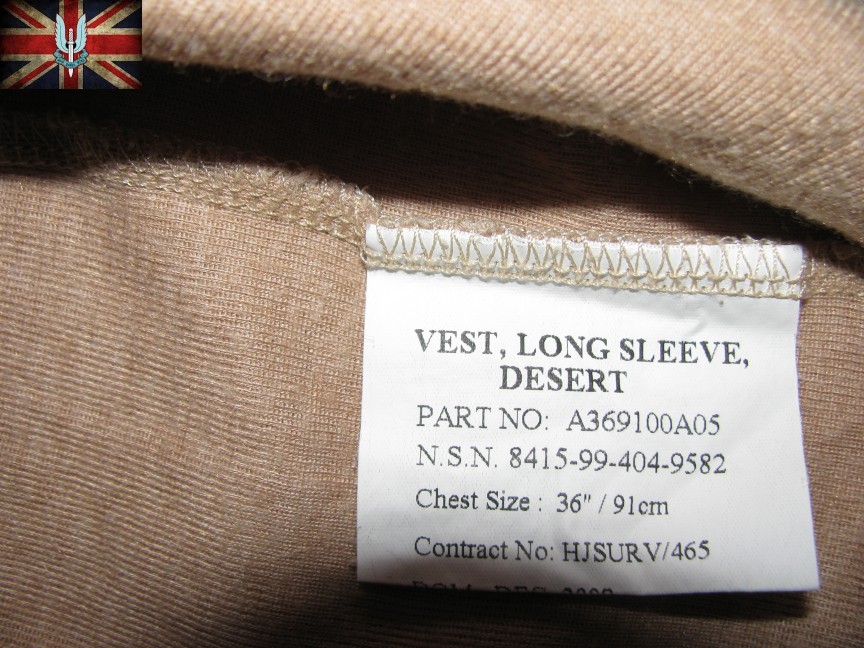 VEST, LONG SLEEVE,
DESERT
PART NO: A369100A05
N.S.N. 8415-99-404-9582
Chest Size : 36" / 91cm
Contract No: HJSURV/465